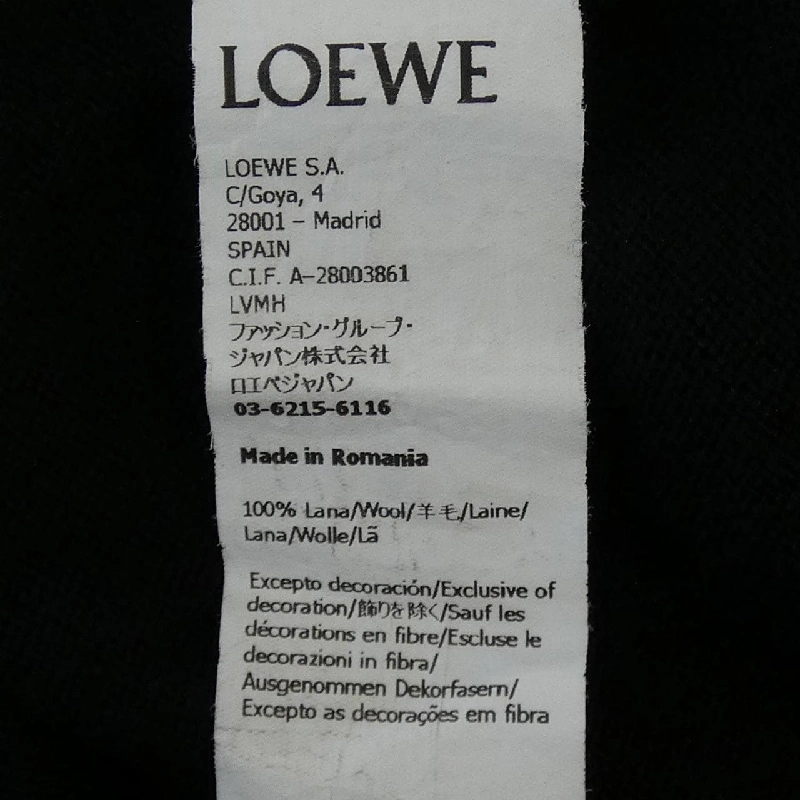 LOEWE
LOEWE S.A.
C/Goya, 4
28001 – Madrid
SPAIN
C.I.F. A-28003861
LVMH
ファッション・グループ・
ジャパン株式会社
ロエベジャパン
03-6215-6116
Made in Romania
100% Lana/Wool/羊毛/Laine/
Lana/Wolle/Lã
Excepto decoración/Exclusive of
decoration/飾りを除く/Sauf les
décorations en fibre/Escluse le
decorazioni in fibra/
Ausgenommen Dekorfasern/
Excepto as decorações em fibra